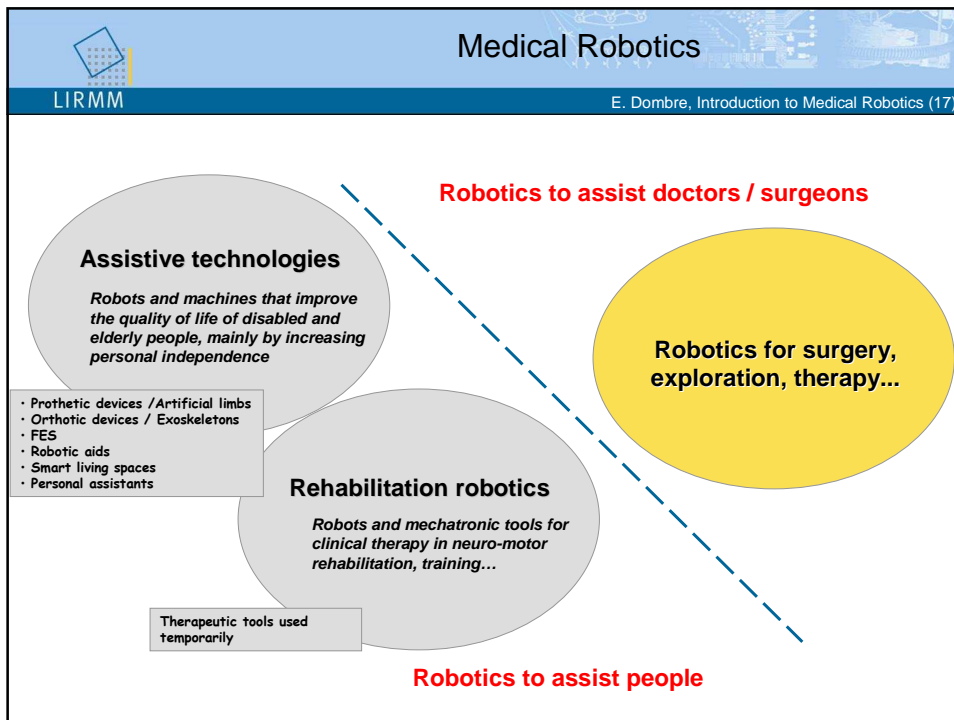 Medical Robotics
LIRMM
E. Dombre, Introduction to Medical Robotics (17)
Robotics to assist doctors / surgeons
Assistive technologies
Robots and machines that improve
the quality of life of disabled and
elderly people, mainly by increasing
personal independence
Robotics for surgery,
exploration, therapy...
· Prothetic devices /Artificial limbs
· Orthotic devices / Exoskeletons
· FES
· Robotic aids
· Smart living spaces
· Personal assistants
Rehabilitation robotics
Robots and mechatronic tools for
clinical therapy in neuro-motor
rehabilitation, training…
Therapeutic tools used
temporarily
Robotics to assist people